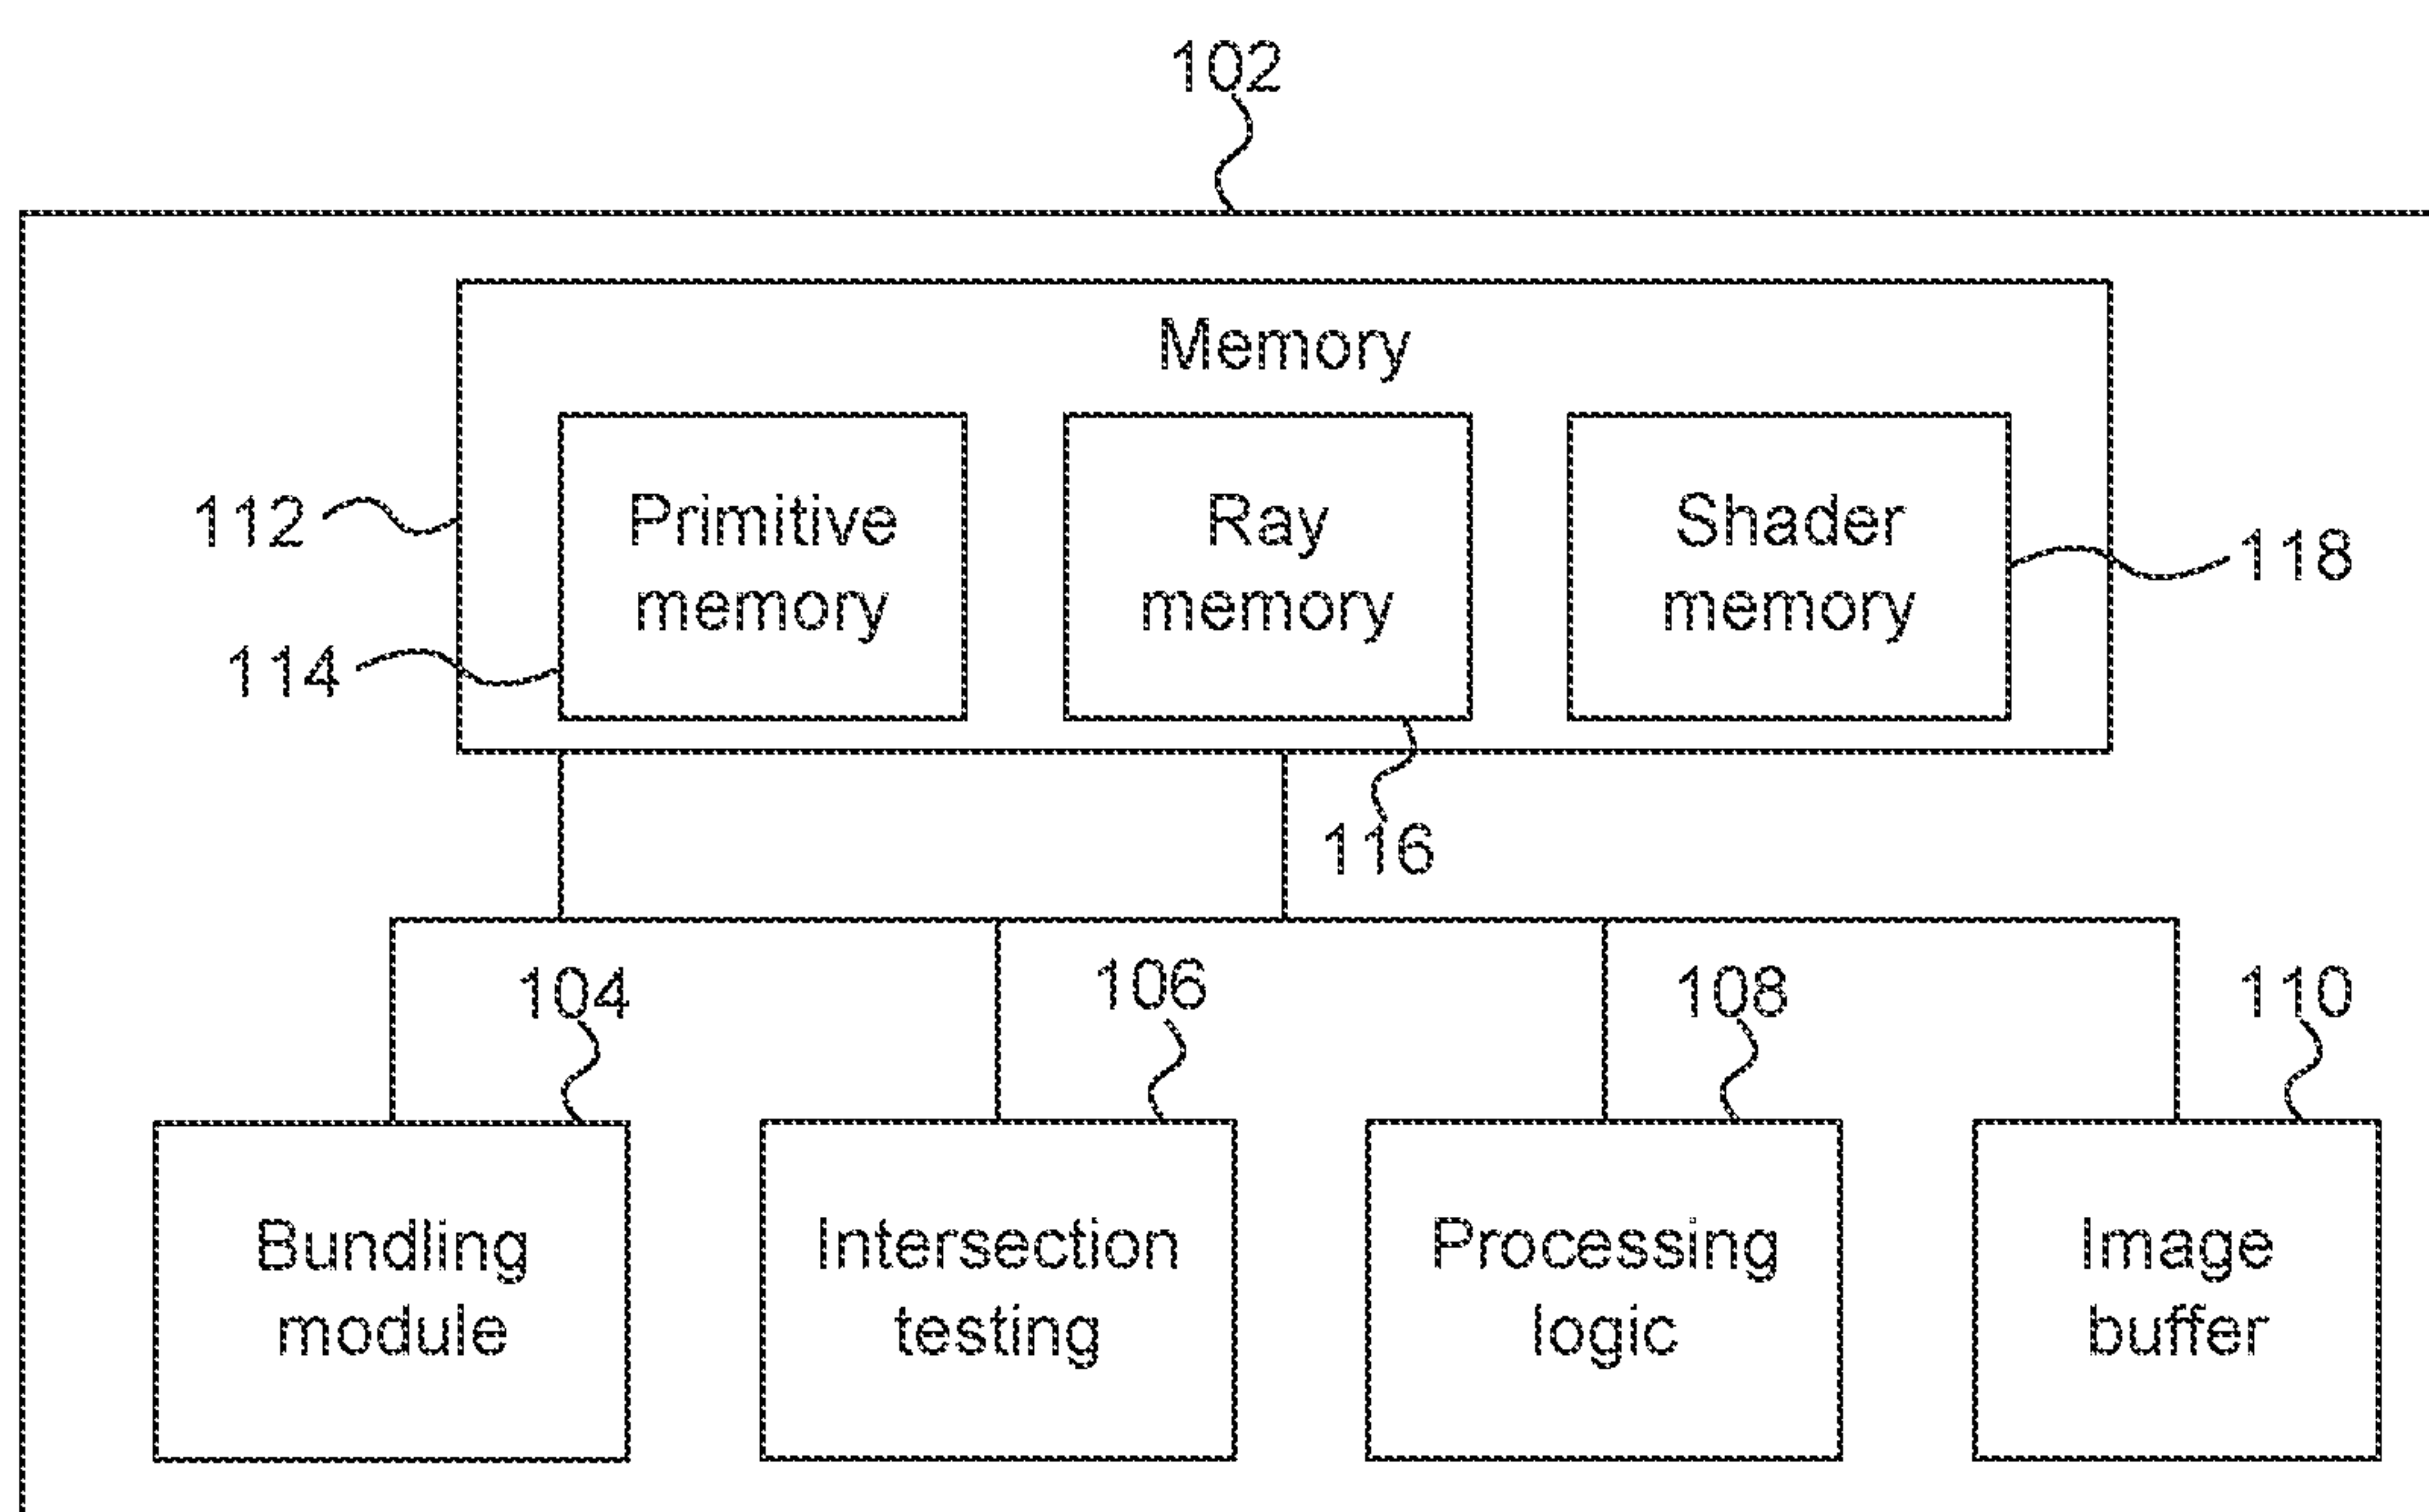 102
Memory
Primitive
memory
Ray
memory
Shader
memory
112
118
114
116
104
106
108
110
Bundling
module
Intersection
testing
Processing
logic
Image
buffer